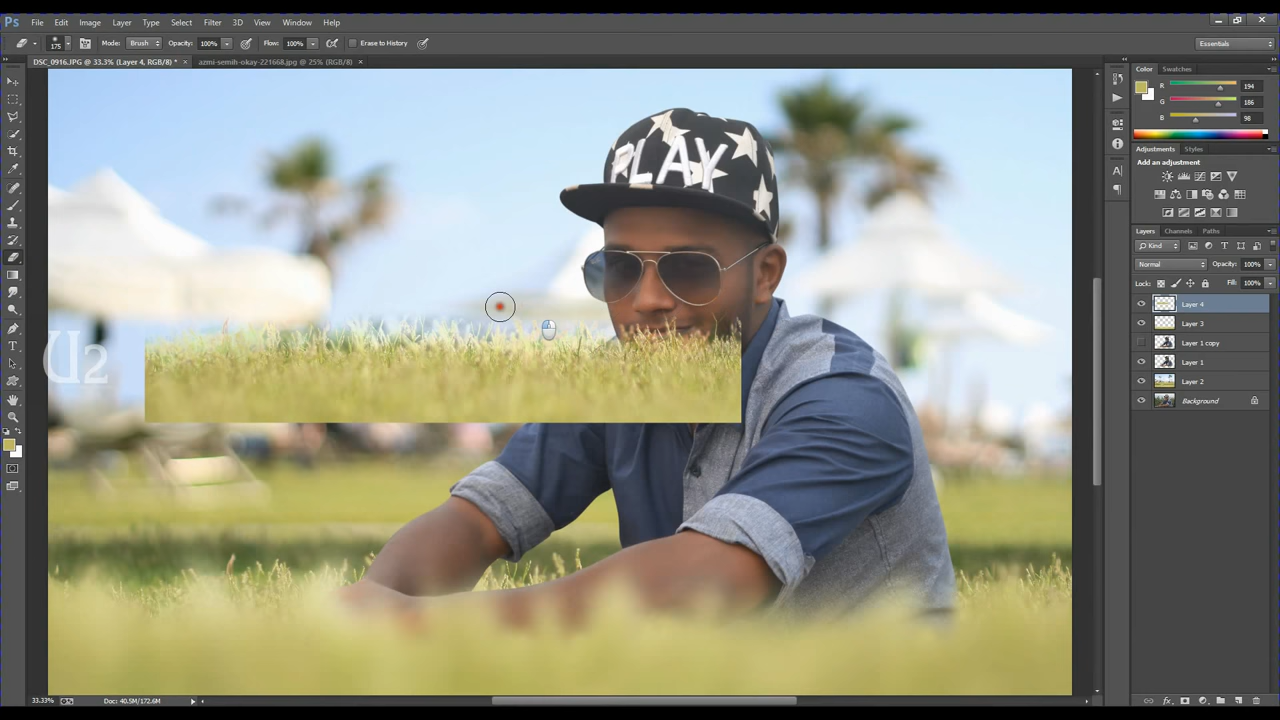 Ps File Edit Image Layer Type Select Filter 3D View Window Help
175 Mode: Brush Opacity: 100% Flow: 100% Erase to History Essentials
DSC_0916.JPG @ 33.3% (Layer 4, RGB/8) * × azmi-semih-okay-221668.jpg @ 25% (RGB/8) ×
Color Swatches
R 194
G 186
B 98
Adjustments Styles
Add an adjustment
Layers Channels Paths
Kind
Normal Opacity: 100%
Lock: Fill: 100%
Layer 4
Layer 3
Layer 1 copy
Layer 1
Layer 2
Background
PLAY
U2
33.33% Doc: 40.5M/172.6M